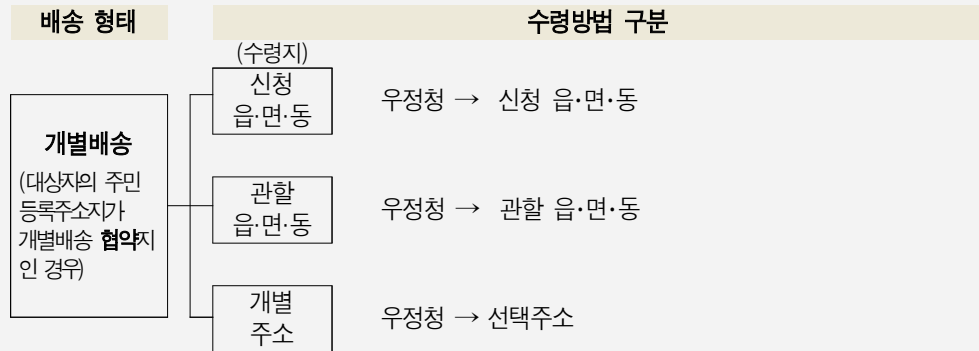 배송 형태
수령방법 구분
(수령지)
신청
읍·면·동
우정청 → 신청 읍·면·동
개별배송
(대상자의 주민
등록주소지가
개별배송 협약지
인 경우)
관할
읍·면·동
우정청 → 관할 읍·면·동
개별
주소
우정청 → 선택주소